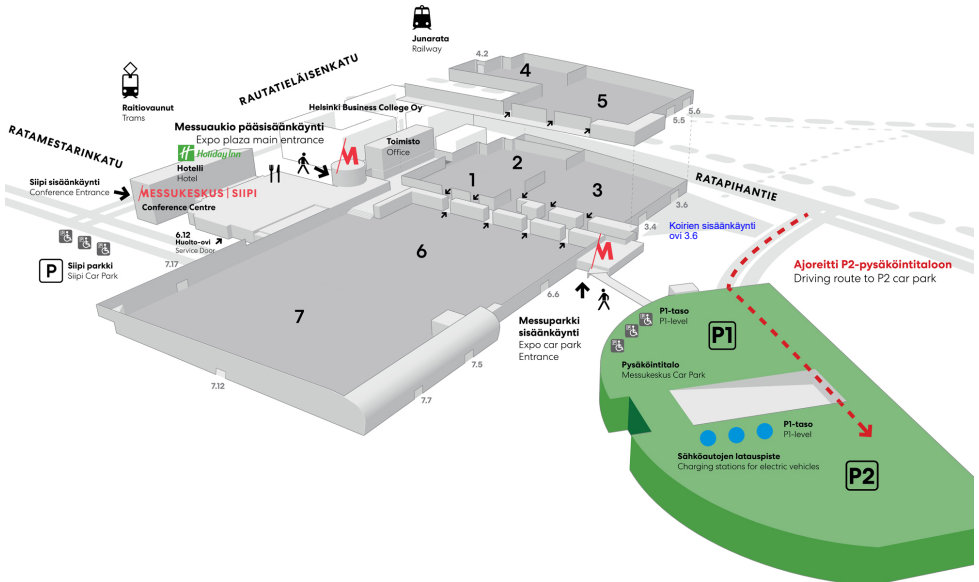 Junarata
Railway
4.2
4
5
5.6
5.5
RAUTATIELÄISENKATU
Raitiovaunut
Trams
Helsinki Business College Oy
RATAMESTARINKATU
Messuaukio pääsisäänkäynti
Expo plaza main entrance
Holiday Inn
Hotelli
Hotel
M
Toimisto
Office
2
1
3
3.6
3.4
RATAPIHANTIE
Siipi sisäänkäynti
Conference Entrance
MESSUKESKUS | SIIPI
Conference Centre
Koirien sisäänkäynti
ovi 3.6
6.12
Huolto-ovi
Service Door
7.17
P
Siipi parkki
Siipi Car Park
6
M
6.6
7
Messuparkki
sisäänkäynti
Expo car park
Entrance
Ajoreitti P2-pysäköintitaloon
Driving route to P2 car park
P1-taso
P1-level
P1
Pysäköintitalo
Messukeskus Car Park
7.5
7.12
7.7
P1-taso
P1-level
Sähköautojen latauspiste
Charging stations for electric vehicles
P2